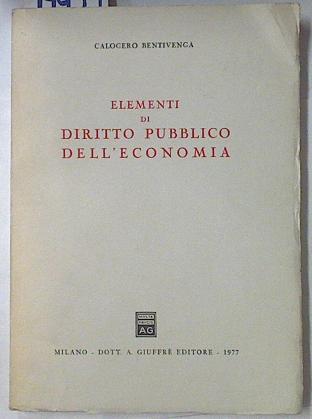 CALOGERO BENTIVENGA
ELEMENTI
DI
DIRITTO PUBBLICO
DELL'ECONOMIA
AG
MILANO - DOTT. A. GIUFFRÈ EDITORE - 1977